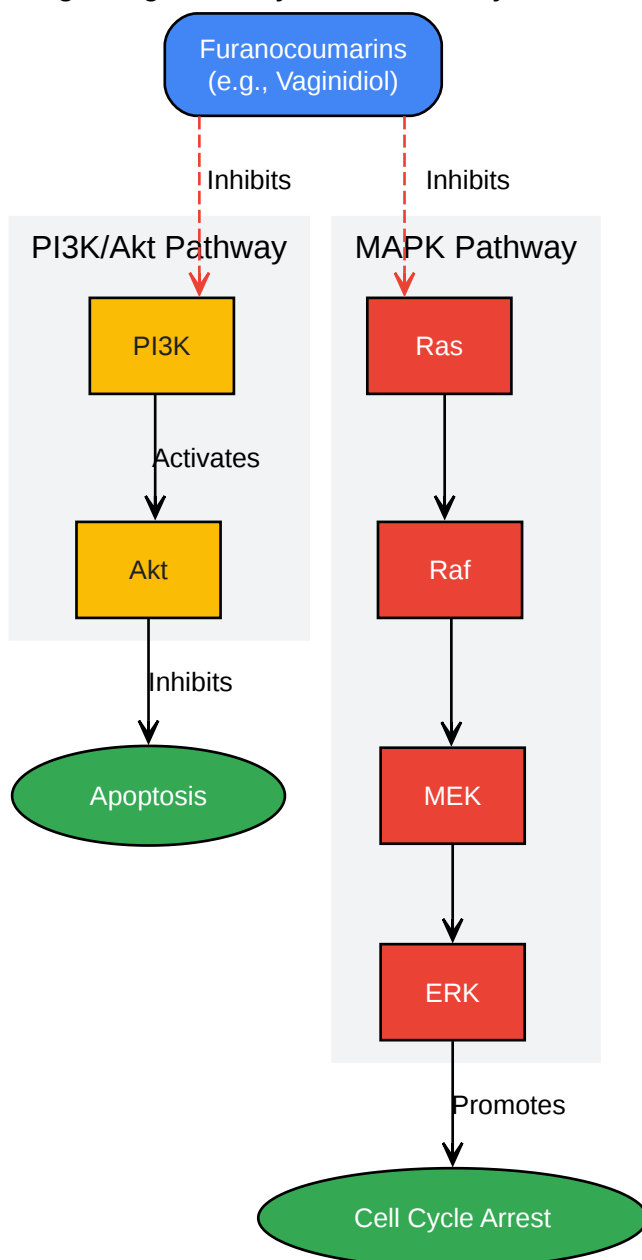 Furanocoumarins
(e.g., Vaginidiol)
Inhibits
Inhibits
PI3K/Akt Pathway
MAPK Pathway
PI3K
Ras
Activates
Akt
Raf
Inhibits
Apoptosis
MEK
ERK
Promotes
Cell Cycle Arrest